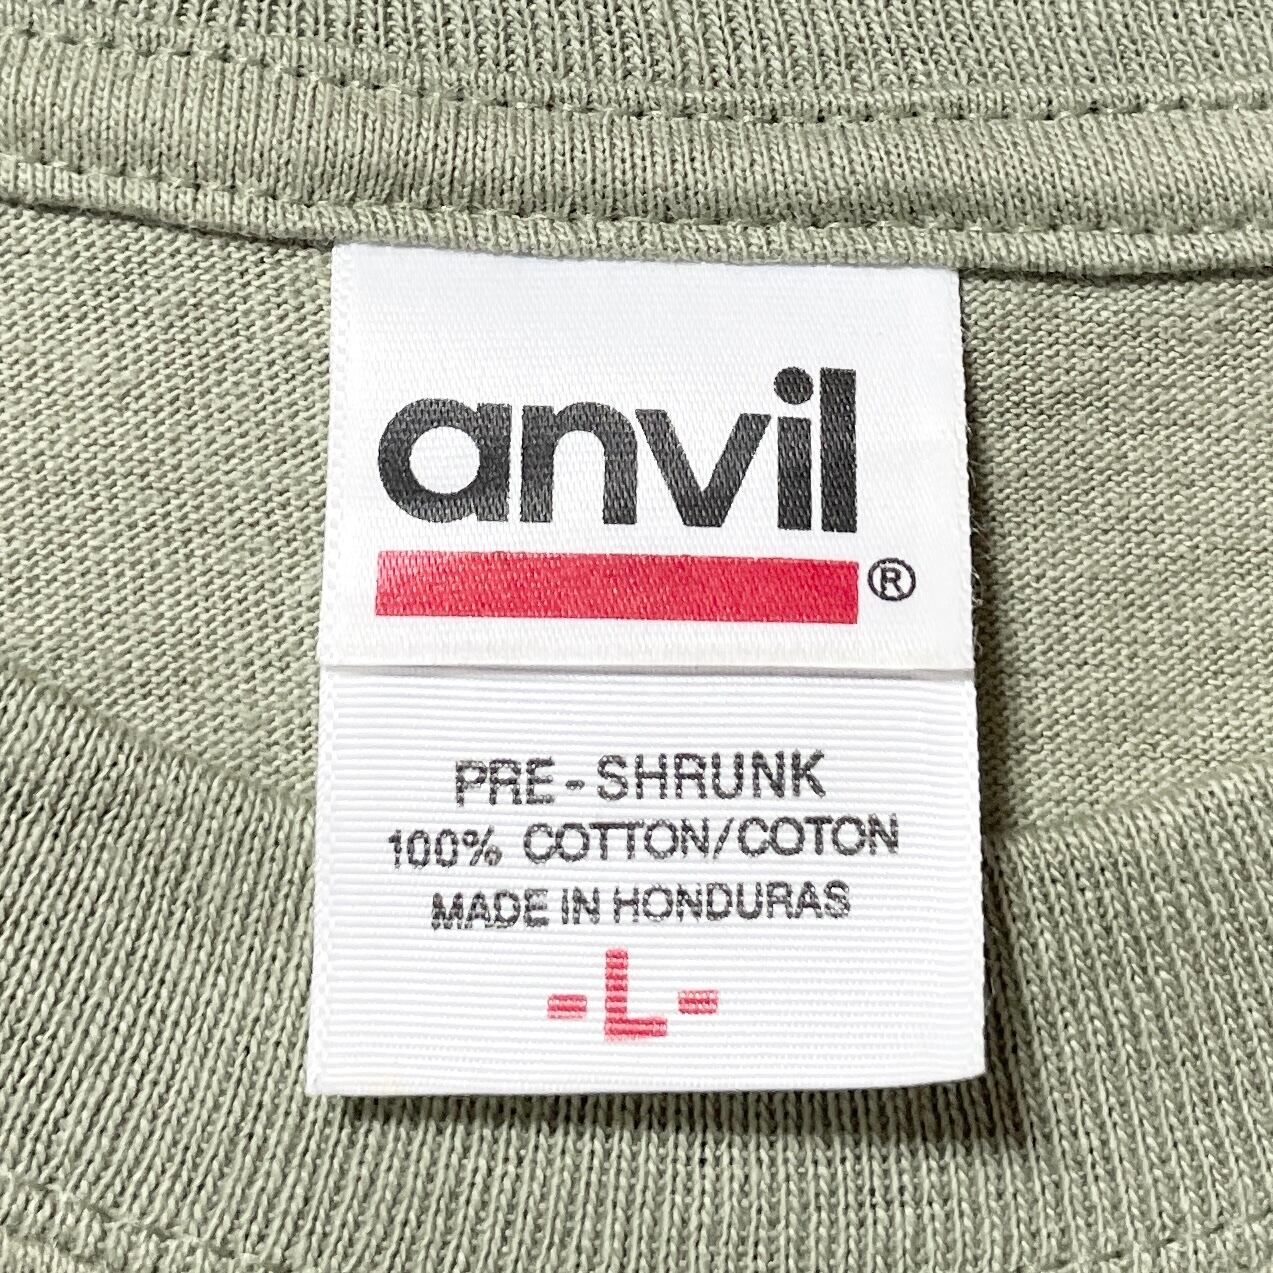 anvil
®
PRE-SHRUNK
100% COTTON/COTON
MADE IN HONDURAS
-L-